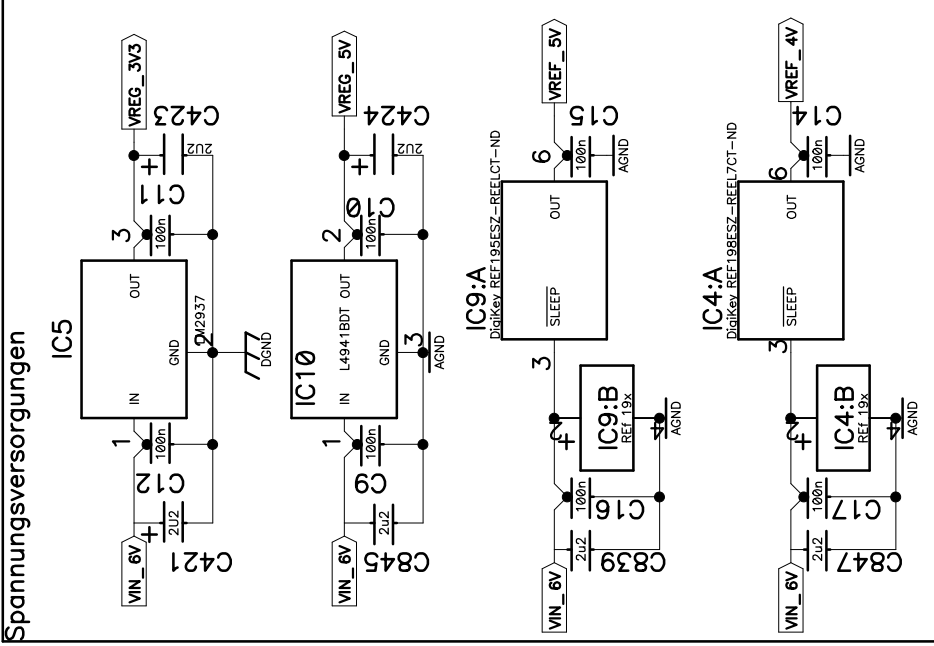 Spannungsversorgungen
IC5
VIN_6V
C421
2U2
+
C12
100n
1
IN
OUT
GND
LM2937
2
DGND
3
C11
100n
C423
2U2
+
VREG_3V3
IC10
VIN_6V
C845
2u2
C9
100n
1
IN
L4941BDT
OUT
GND
3
AGND
2
C10
100n
C424
2U2
+
VREG_5V
IC9:A
DigiKey REF195ESZ-REELCT-ND
VIN_6V
C839
2u2
C16
100n
2
+
IC9:B
REf 19x
4
AGND
3
SLEEP
OUT
6
C15
100n
AGND
VREF_5V
IC4:A
DigiKey REF198ESZ-REEL7CT-ND
VIN_6V
C847
2u2
C17
100n
2
+
IC4:B
REf 19x
4
AGND
3
SLEEP
OUT
6
C14
100n
AGND
VREF_4V